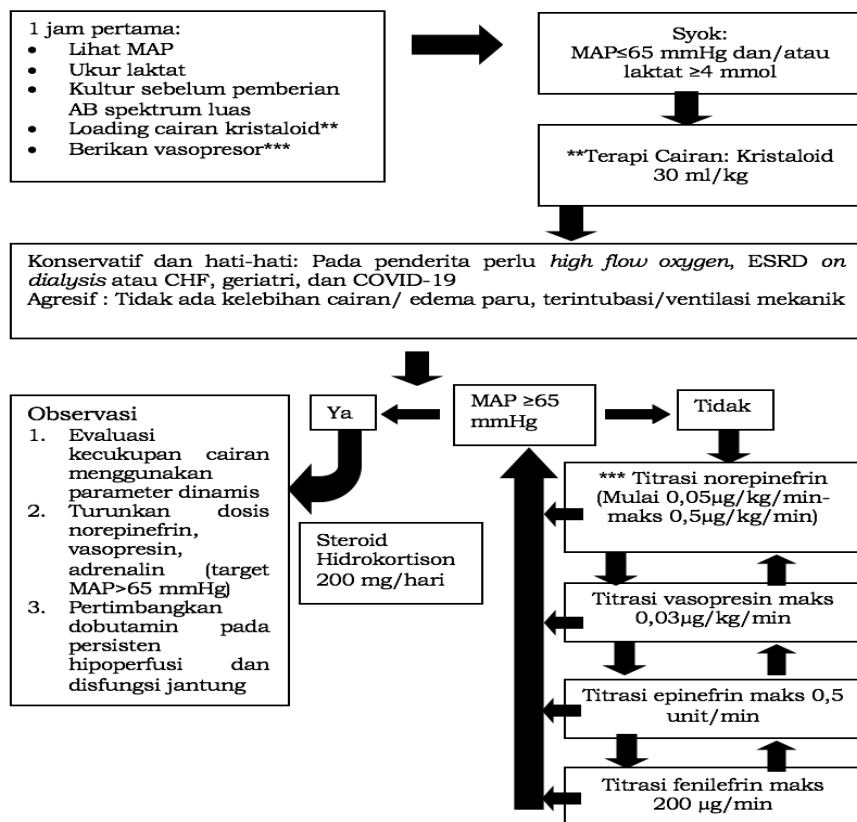 1 jam pertama:
• Lihat MAP
• Ukur laktat
• Kultur sebelum pemberian
AB spektrum luas
• Loading cairan kristaloid**
• Berikan vasopresor***
Syok:
MAP≤65 mmHg dan/atau
laktat ≥4 mmol
**Terapi Cairan: Kristaloid
30 ml/kg
Konservatif dan hati-hati: Pada penderita perlu high flow oxygen, ESRD on
dialysis atau CHF, geriatri, dan COVID-19
Agresif : Tidak ada kelebihan cairan/ edema paru, terintubasi/ventilasi mekanik
MAP ≥65
mmHg
Ya
Tidak
Observasi
1. Evaluasi
kecukupan cairan
menggunakan
parameter dinamis
2. Turunkan dosis
norepinefrin,
vasopresin,
adrenalin (target
MAP>65 mmHg)
3. Pertimbangkan
dobutamin pada
persisten
hipoperfusi dan
disfungsi jantung
Steroid
Hidrokortison
200 mg/hari
*** Titrasi norepinefrin
(Mulai 0,05µg/kg/min-
maks 0,5µg/kg/min)
Titrasi vasopresin maks
0,03µg/kg/min
Titrasi epinefrin maks 0,5
unit/min
Titrasi fenilefrin maks
200 µg/min